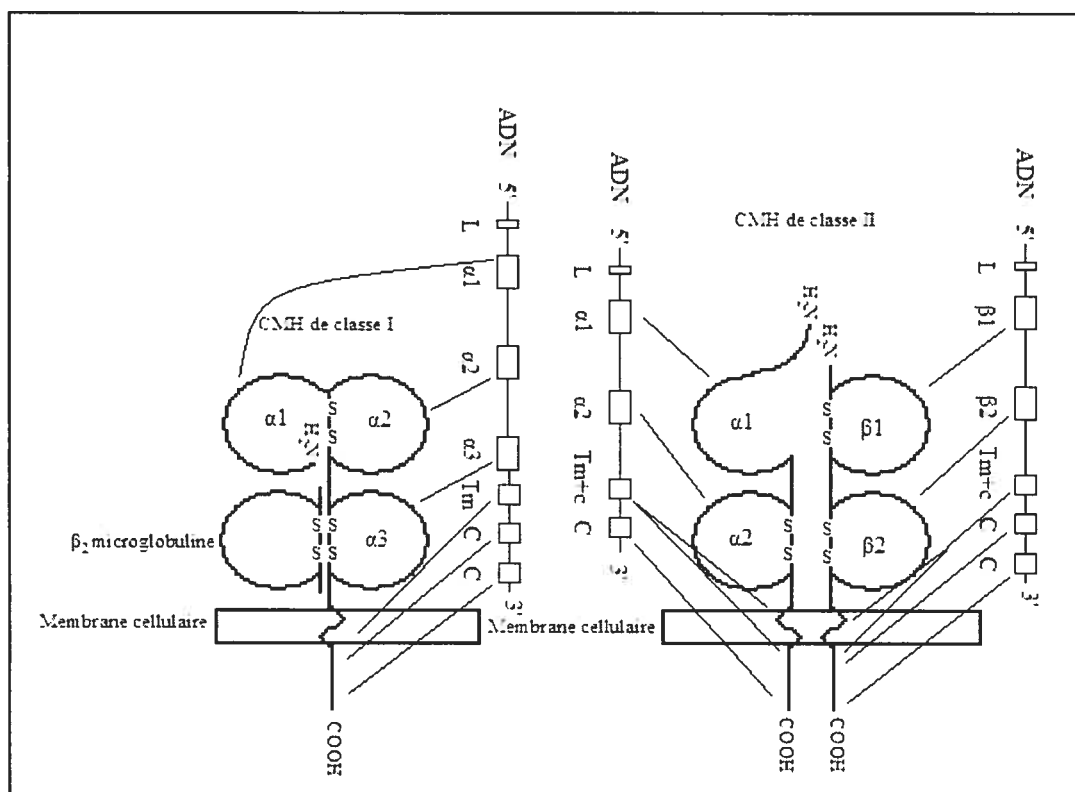 ADN 5'
L
α1
α2
α3
Tm
C
C
3'
CMH de classe I
α1
α2
H₂N
S
S
S
S
S
S
α3
β₂ microglobuline
Membrane cellulaire
COOH
ADN 5'
L
α1
α2
Tm+c
C
3'
CMH de classe II
H₂N
H₂N
α1
S
S
β1
α2
S
S
S
S
β2
Membrane cellulaire
COOH
COOH
ADN 5'
L
β1
β2
Tm+c
C
C
3'